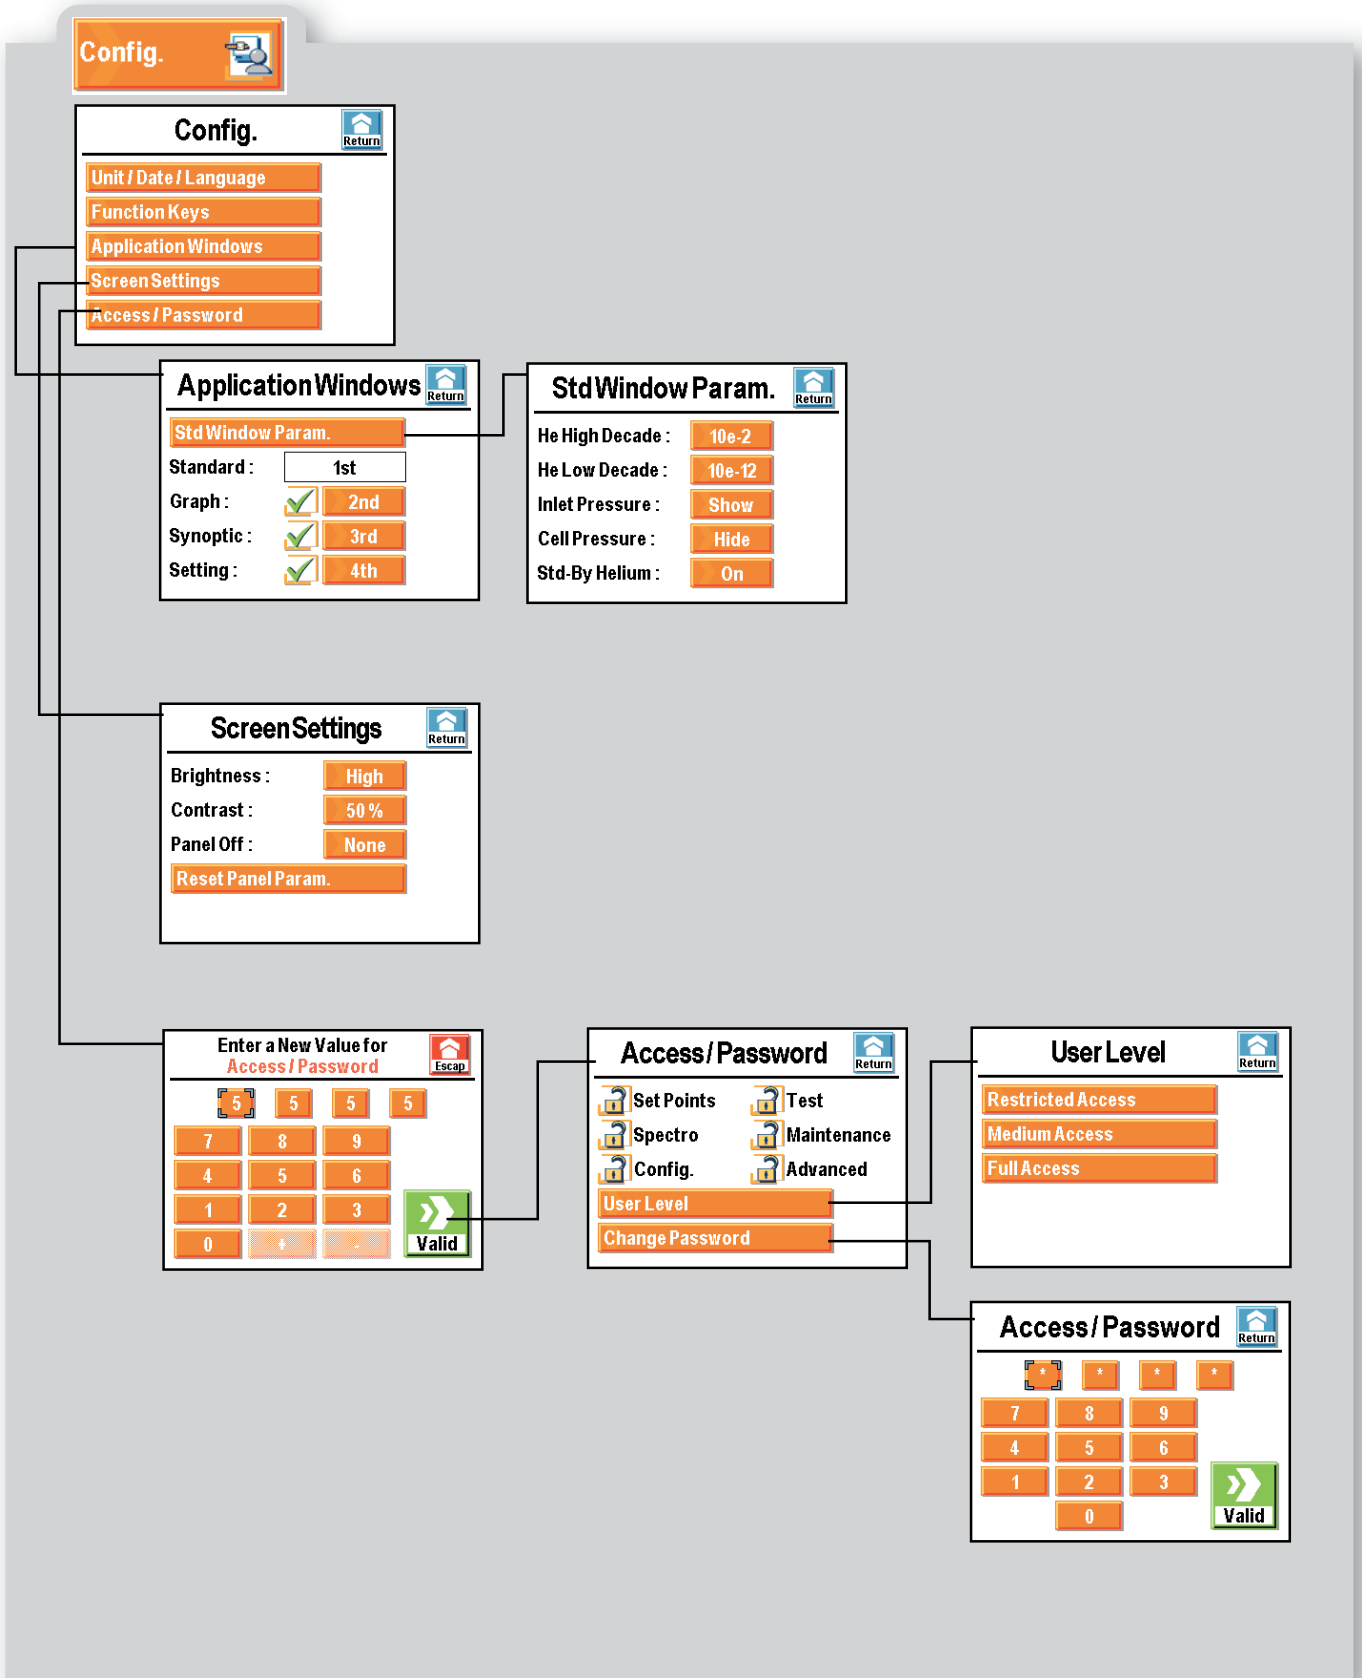 Config.
Config.
Return
Unit / Date / Language
Function Keys
Application Windows
Screen Settings
Access / Password
Application Windows
Return
Std Window Param.
Standard : 1st
Graph : 2nd
Synoptic : 3rd
Setting : 4th
Std Window Param.
Return
He High Decade : 10e-2
He Low Decade : 10e-12
Inlet Pressure : Show
Cell Pressure : Hide
Std-By Helium : On
Screen Settings
Return
Brightness : High
Contrast : 50 %
Panel Off : None
Reset Panel Param.
Enter a New Value for
Access / Password
Escap
5 5 5 5
7 8 9
4 5 6
1 2 3
0 + -
Valid
Access / Password
Return
Set Points Test
Spectro Maintenance
Config. Advanced
User Level
Change Password
User Level
Return
Restricted Access
Medium Access
Full Access
Access / Password
Return
* * * *
7 8 9
4 5 6
1 2 3
0
Valid